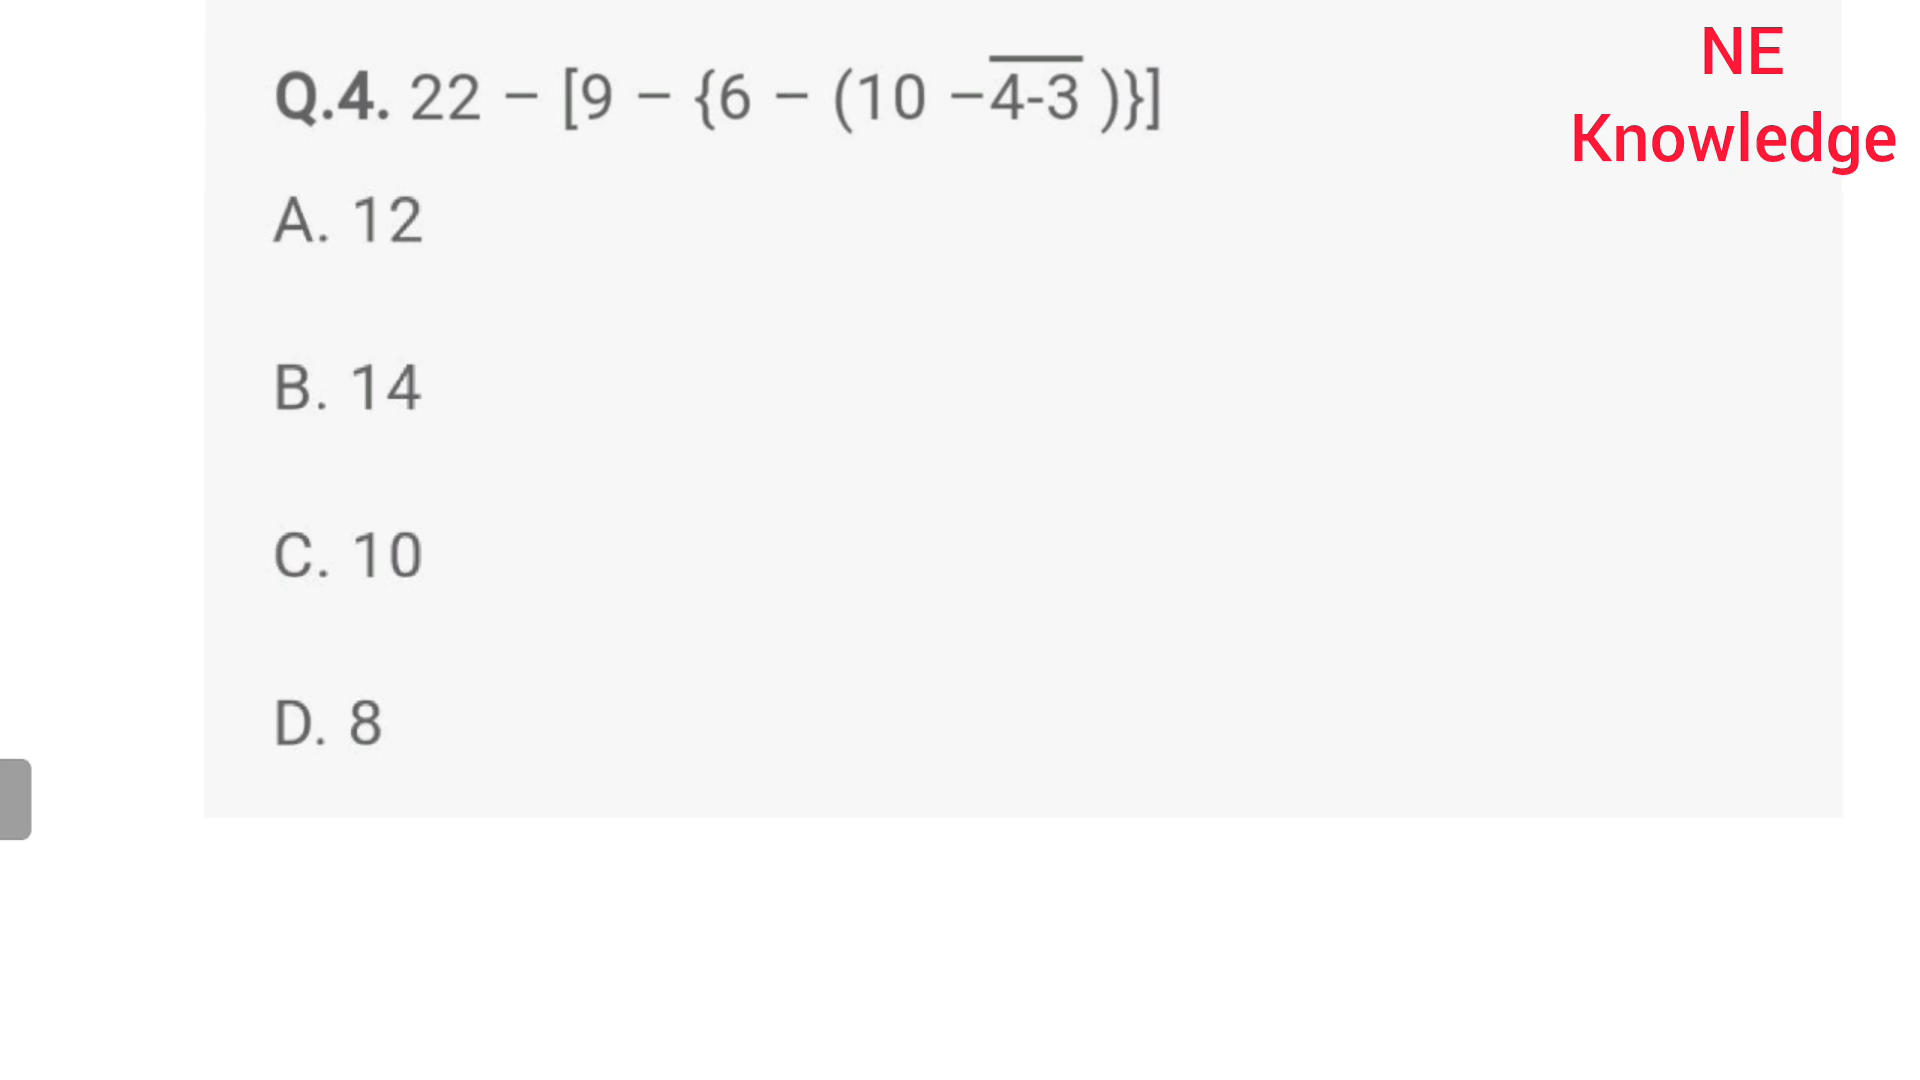 Q.4. 22 – [9 – {6 – (10 –4̅-̅3̅ )}]
A. 12
B. 14
C. 10
D. 8
NE
Knowledge